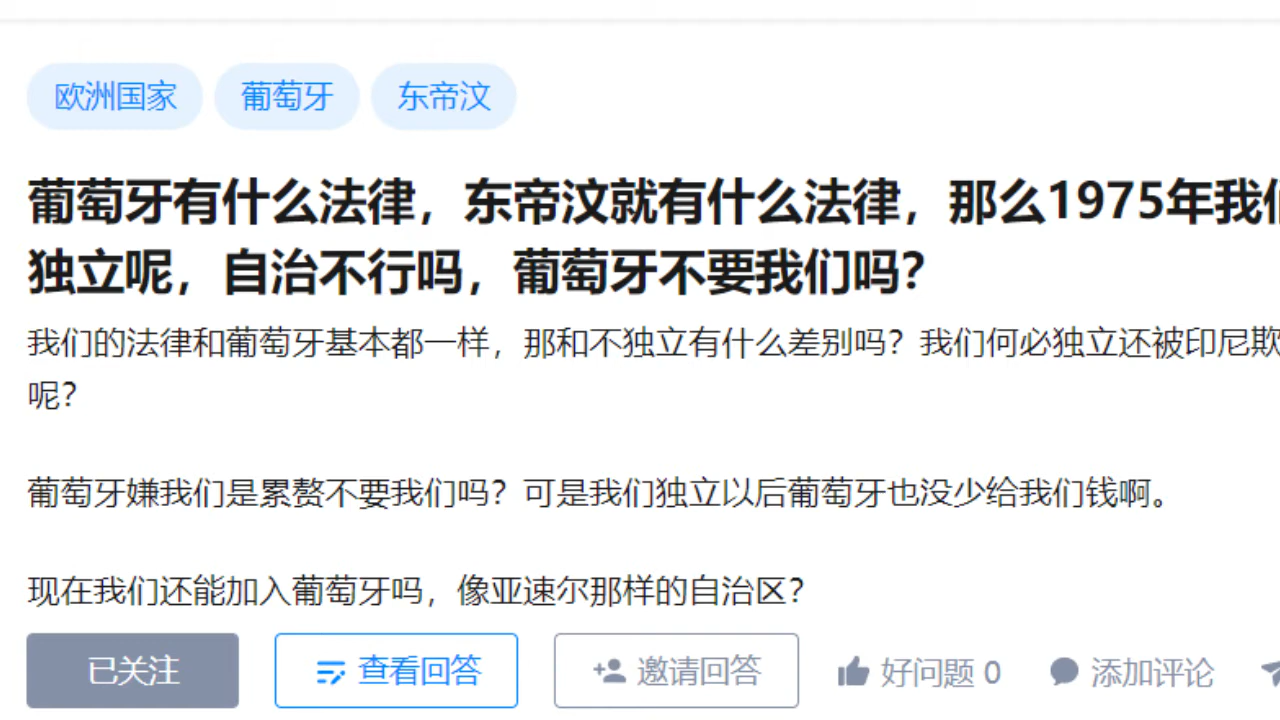 欧洲国家 葡萄牙 东帝汶
葡萄牙有什么法律，东帝汶就有什么法律，那么1975年我
独立呢，自治不行吗，葡萄牙不要我们吗？
我们的法律和葡萄牙基本都一样，那和不独立有什么差别吗？我们何必独立还被印尼欺
呢？
葡萄牙嫌我们是累赘不要我们吗？可是我们独立以后葡萄牙也没少给我们钱啊。
现在我们还能加入葡萄牙吗，像亚速尔那样的自治区？
已关注 查看回答 邀请回答 好问题 0 添加评论